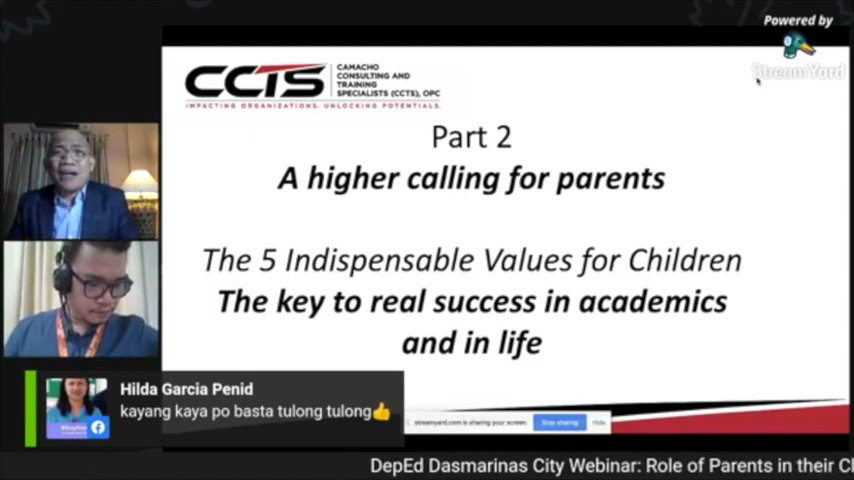 Powered by
StreamYard
CCTS
CAMACHO
CONSULTING AND
TRAINING
SPECIALISTS (CCTS), OPC
IMPACTING ORGANIZATIONS. UNLOCKING POTENTIALS.
Part 2
A higher calling for parents
The 5 Indispensable Values for Children
The key to real success in academics
and in life
Hilda Garcia Penid
kayang kaya po basta tulong tulong👍
streamyard.com is sharing your screen.
Stop sharing
Hide
DepEd Dasmarinas City Webinar: Role of Parents in their Cl